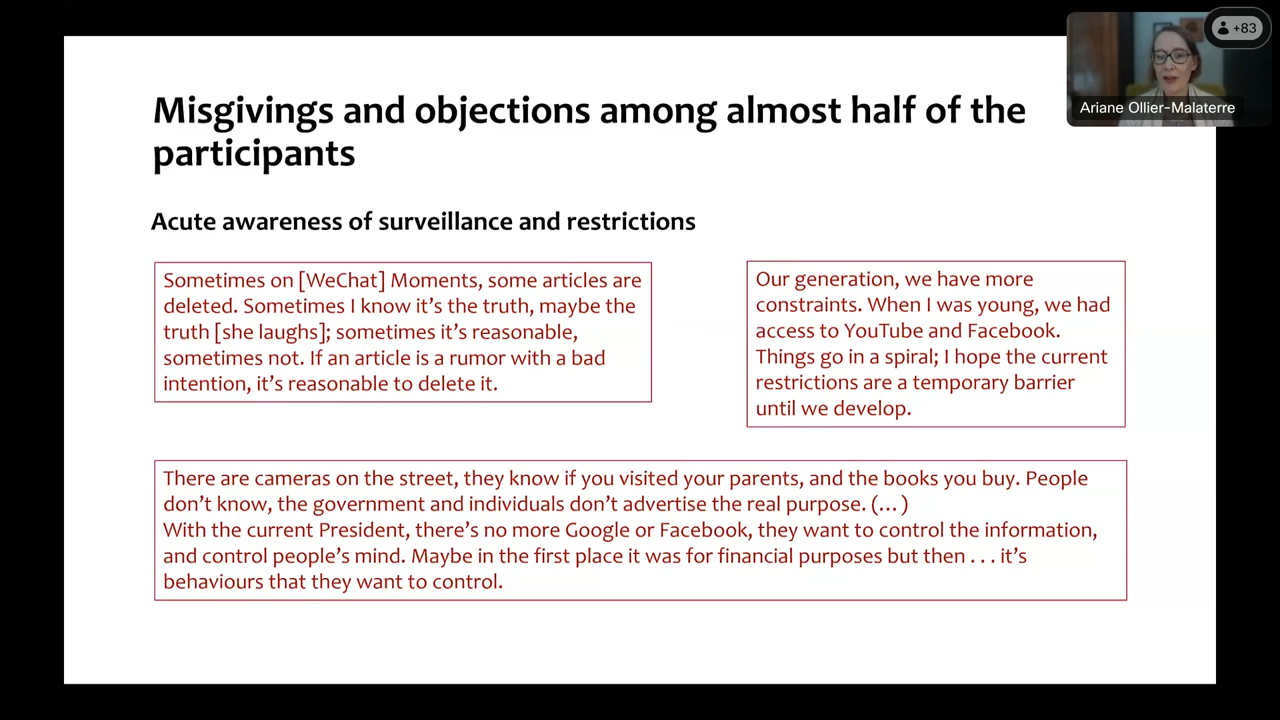 +83
Ariane Ollier-Malaterre
Misgivings and objections among almost half of the
participants
Acute awareness of surveillance and restrictions
Sometimes on [WeChat] Moments, some articles are
deleted. Sometimes I know it’s the truth, maybe the
truth [she laughs]; sometimes it’s reasonable,
sometimes not. If an article is a rumor with a bad
intention, it’s reasonable to delete it.
Our generation, we have more
constraints. When I was young, we had
access to YouTube and Facebook.
Things go in a spiral; I hope the current
restrictions are a temporary barrier
until we develop.
There are cameras on the street, they know if you visited your parents, and the books you buy. People
don’t know, the government and individuals don’t advertise the real purpose. (…)
With the current President, there’s no more Google or Facebook, they want to control the information,
and control people’s mind. Maybe in the first place it was for financial purposes but then . . . it’s
behaviours that they want to control.